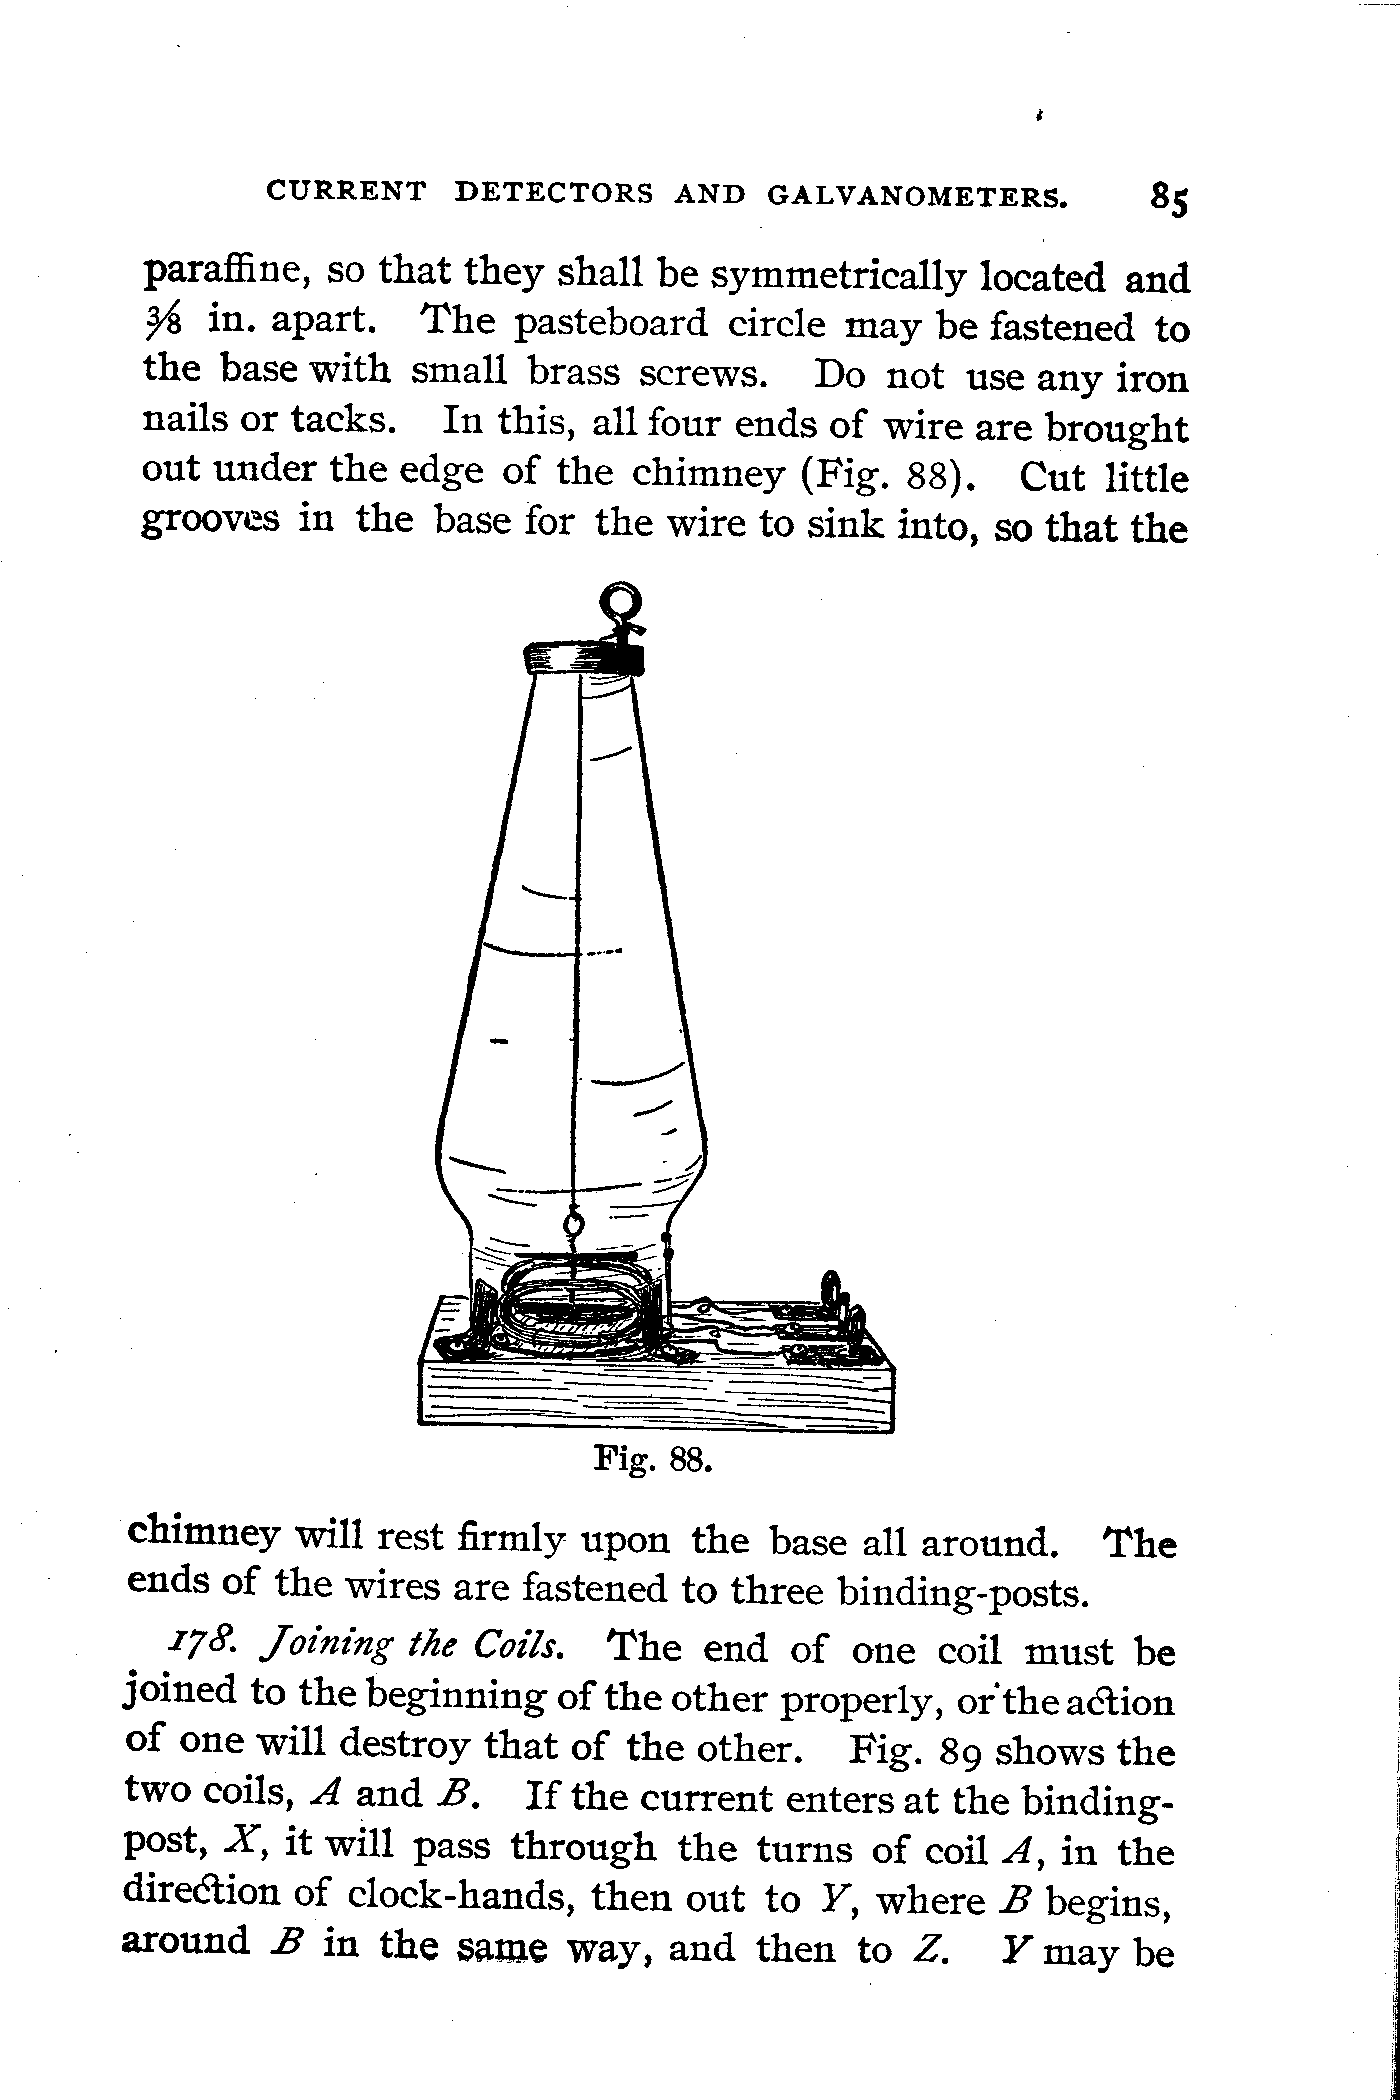 CURRENT DETECTORS AND GALVANOMETERS. 85
paraffine, so that they shall be symmetrically located and
⅜ in. apart. The pasteboard circle may be fastened to
the base with small brass screws. Do not use any iron
nails or tacks. In this, all four ends of wire are brought
out under the edge of the chimney (Fig. 88). Cut little
grooves in the base for the wire to sink into, so that the
Fig. 88.
chimney will rest firmly upon the base all around. The
ends of the wires are fastened to three binding-posts.
178. Joining the Coils. The end of one coil must be
joined to the beginning of the other properly, or the action
of one will destroy that of the other. Fig. 89 shows the
two coils, A and B. If the current enters at the binding-
post, X, it will pass through the turns of coil A, in the
direction of clock-hands, then out to Y, where B begins,
around B in the same way, and then to Z. Y may be